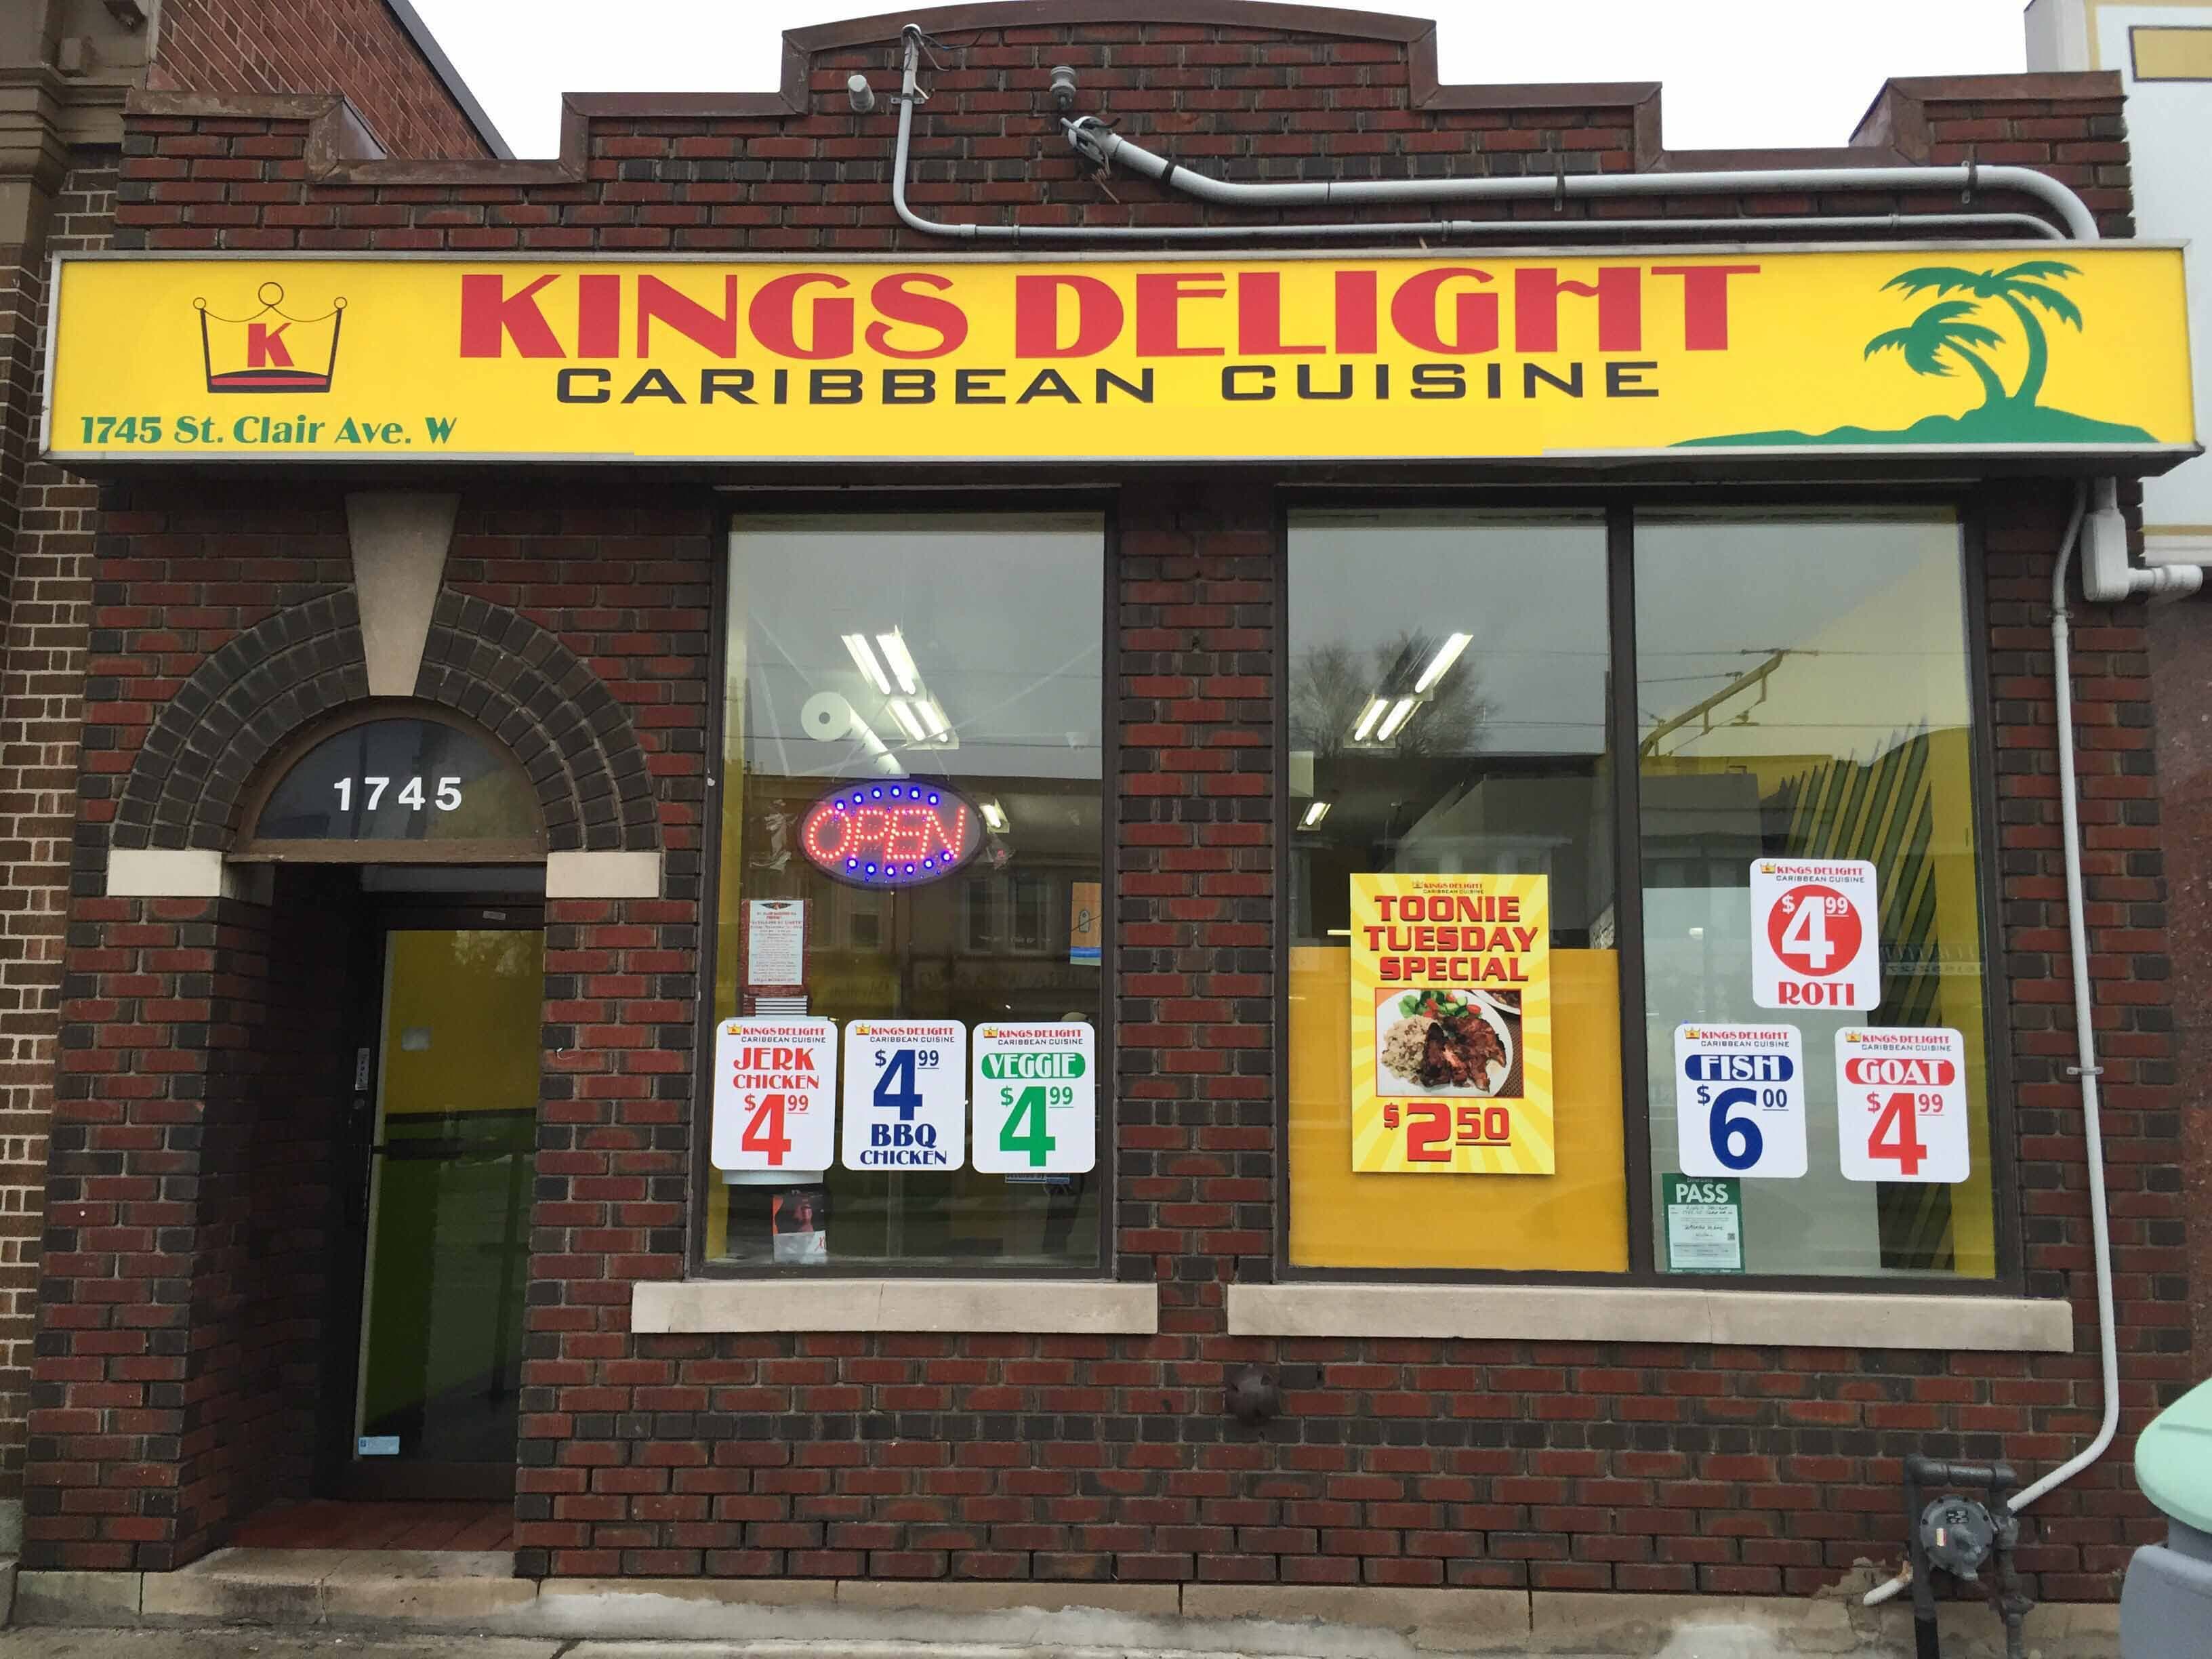 K
KINGS DELIGHT
CARIBBEAN CUISINE
1745 St. Clair Ave. W
1745
OPEN
KINGS DELIGHT
CARIBBEAN CUISINE
JERK
CHICKEN
$4.99
KINGS DELIGHT
CARIBBEAN CUISINE
$4.99
BBQ
CHICKEN
KINGS DELIGHT
CARIBBEAN CUISINE
VEGGIE
$4.99
KINGS DELIGHT
CARIBBEAN CUISINE
TOONIE
TUESDAY
SPECIAL
$2.50
KINGS DELIGHT
CARIBBEAN CUISINE
$4.99
ROTI
KINGS DELIGHT
CARIBBEAN CUISINE
FISH
$6.00
KINGS DELIGHT
CARIBBEAN CUISINE
GOAT
$4.99
PASS